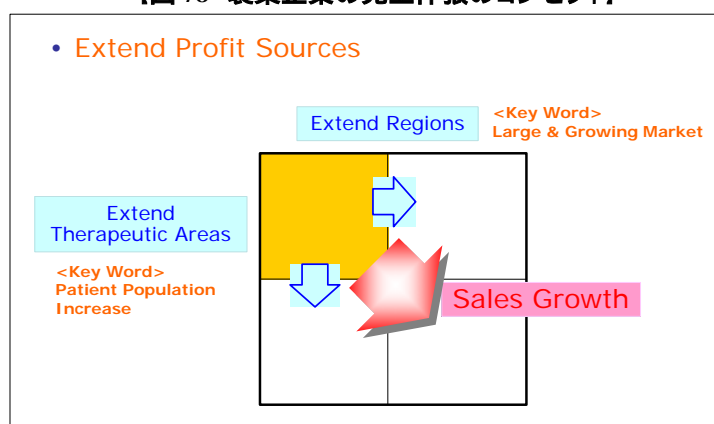 • Extend Profit Sources
Extend Regions
<Key Word>
Large & Growing Market
Extend
Therapeutic Areas
<Key Word>
Patient Population
Increase
Sales Growth